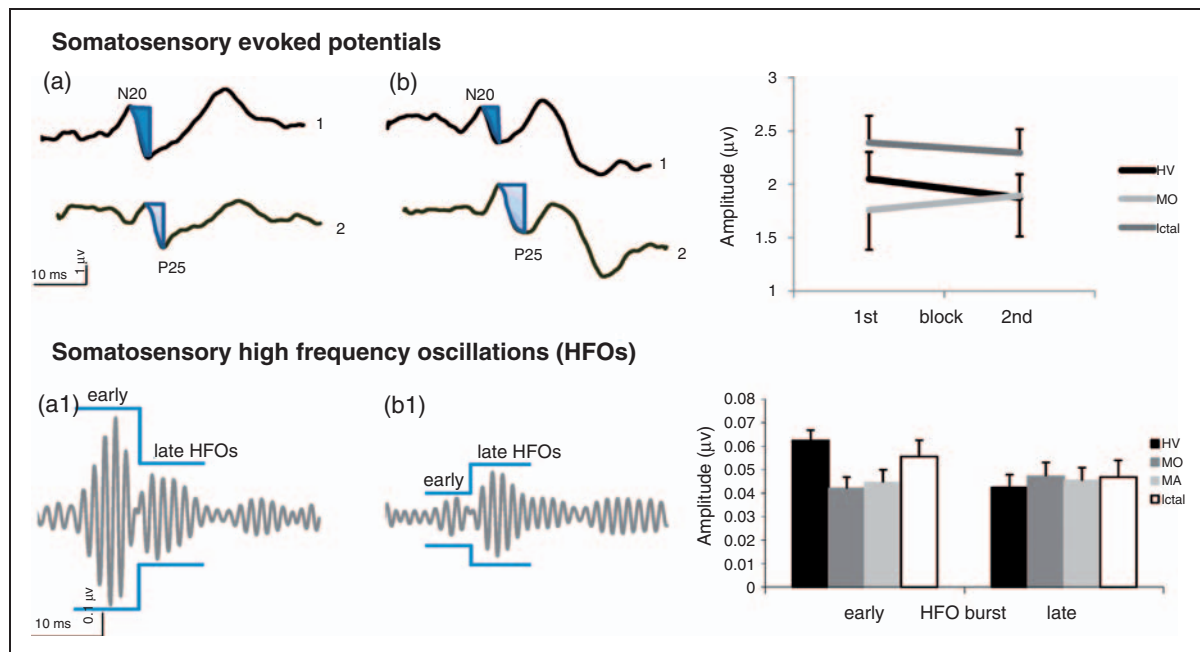 Somatosensory evoked potentials
(a)
N20
1
2
P25
1 μv
10 ms
(b)
N20
1
2
P25
Amplitude (μv)
3
2.5
2
1.5
1
1st block 2nd
HV
MO
Ictal
Somatosensory high frequency oscillations (HFOs)
(a1)
early
late HFOs
0.1 μv
10 ms
(b1)
late HFOs
early
Amplitude (μv)
0.08
0.07
0.06
0.05
0.04
0.03
0.02
0.01
0
early HFO burst late
HV
MO
MA
Ictal